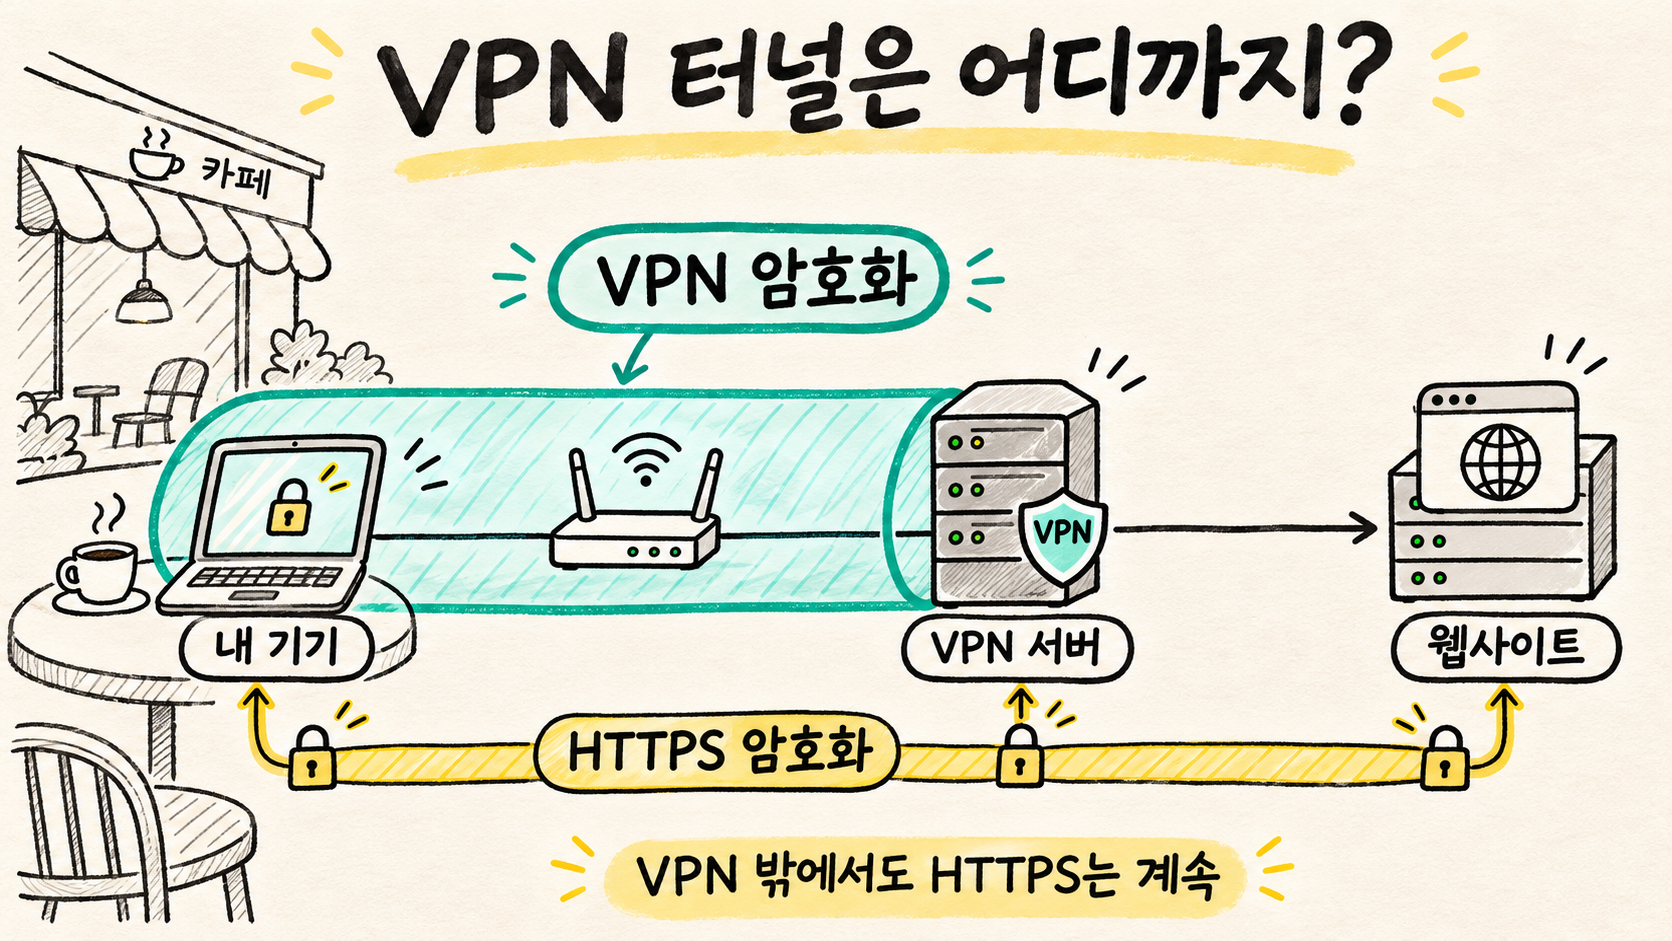 VPN 터널은 어디까지?
카페
VPN 암호화
VPN
내 기기
VPN 서버
웹사이트
HTTPS 암호화
VPN 밖에서도 HTTPS는 계속